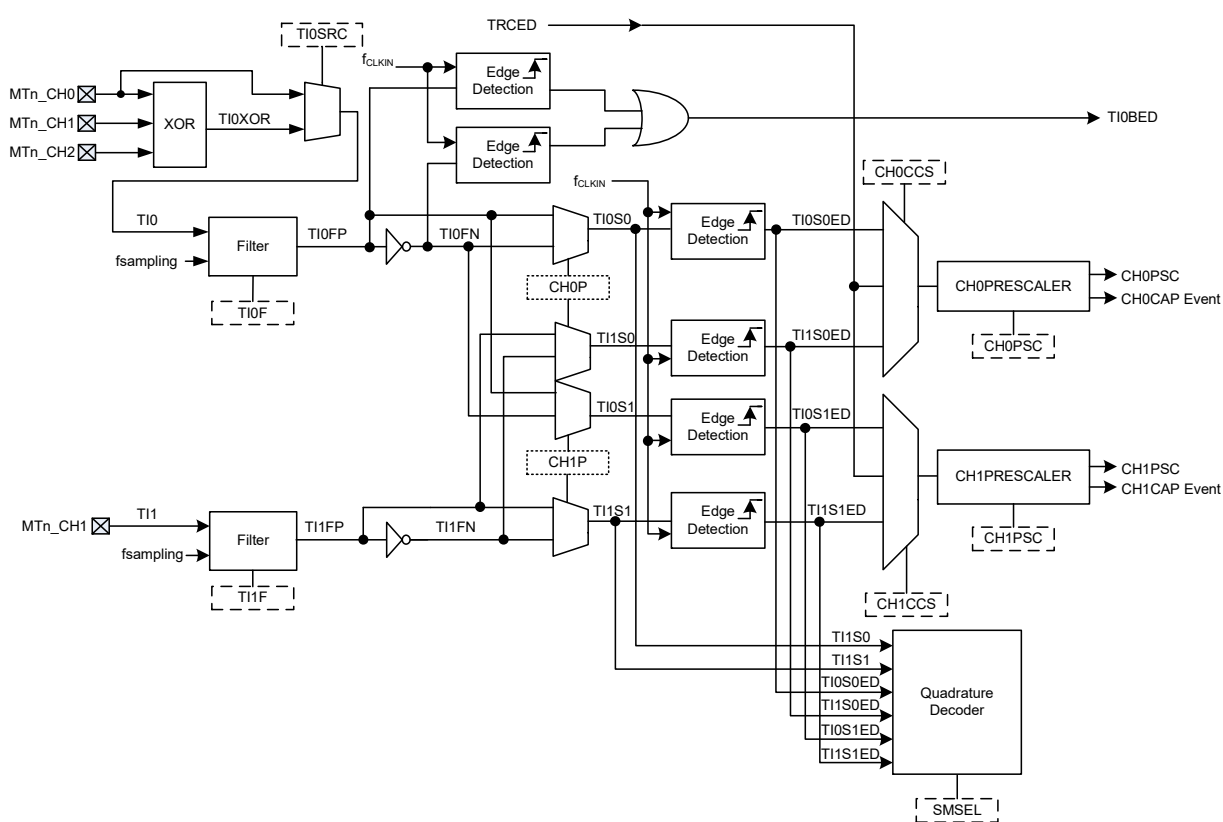 TRCED
TI0SRC
fCLKIN
Edge
Detection
MTn_CH0
MTn_CH1
MTn_CH2
XOR
TI0XOR
TI0BED
Edge
Detection
CH0CCS
fCLKIN
TI0
Filter
fsampling
TI0FP
TI0FN
TI0S0
Edge
Detection
TI0S0ED
CH0P
TI0F
CH0PRESCALER
CH0PSC
CH0CAP Event
CH0PSC
TI1S0
Edge
Detection
TI1S0ED
TI0S1
Edge
Detection
TI0S1ED
CH1P
CH1PRESCALER
CH1PSC
CH1CAP Event
CH1PSC
MTn_CH1
TI1
Filter
fsampling
TI1FP
TI1FN
TI1S1
Edge
Detection
TI1S1ED
TI1F
CH1CCS
TI1S0
TI1S1
TI0S0ED
TI1S0ED
TI0S1ED
TI1S1ED
Quadrature
Decoder
SMSEL